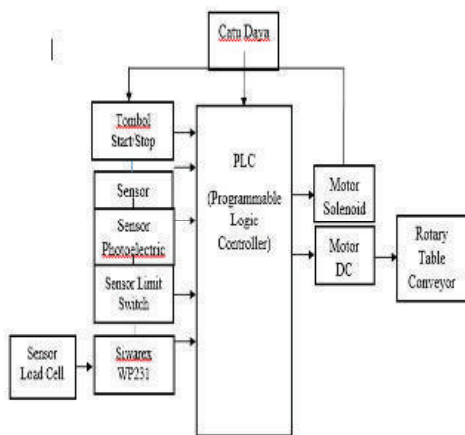 Catu Daya
Tombol
Start/Stop
Sensor
Sensor
Photoelectric
Sensor Limit
Switch
Sensor
Load Cell
Siwarex
WP231
PLC
(Programmable
Logic
Controller)
Motor
Solenoid
Motor
DC
Rotary
Table
Conveyor